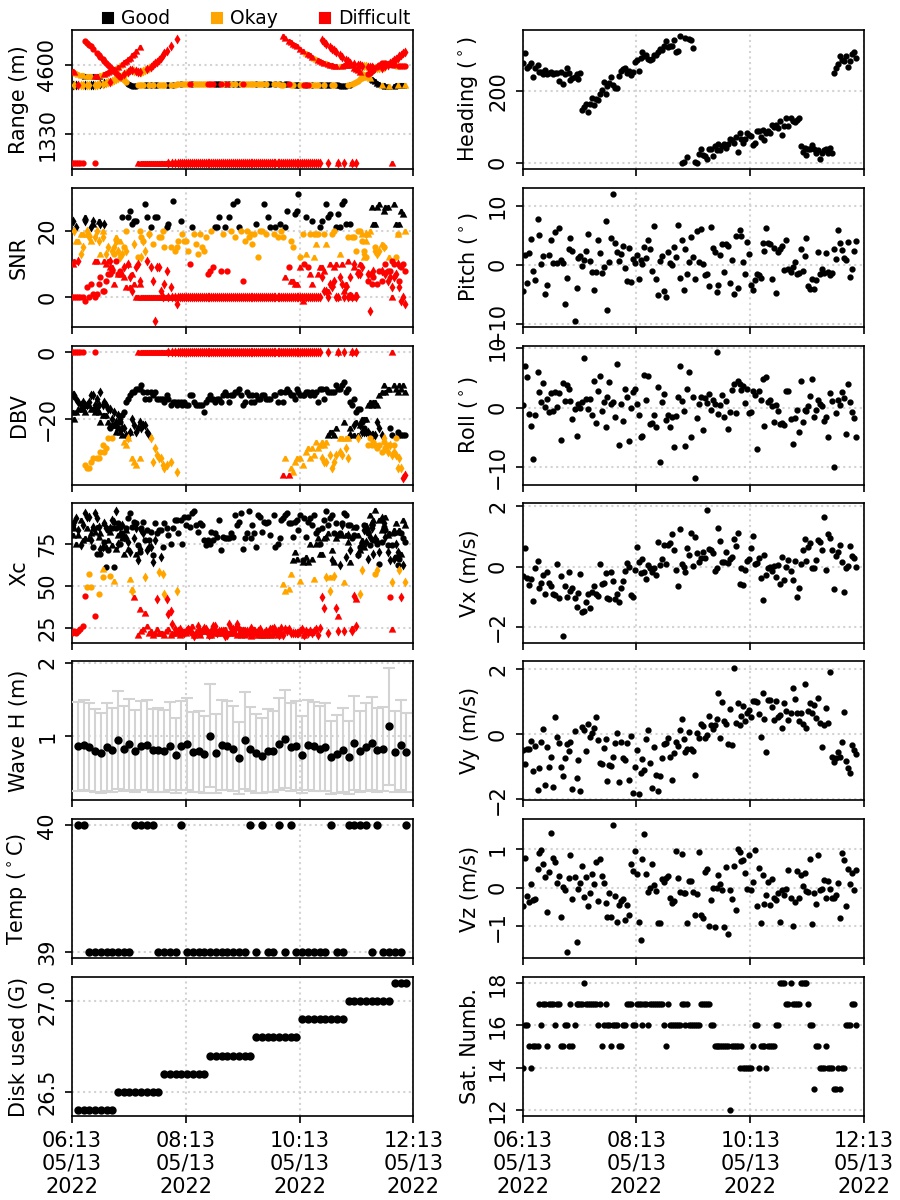 Good Okay Difficult
Range (m)
4600
1330
Heading (°)
200
0
SNR
20
0
Pitch (°)
10
0
−10
DBV
0
−20
Roll (°)
10
0
−10
Xc
75
50
25
Vx (m/s)
2
0
−2
Wave H (m)
2
1
Vy (m/s)
2
0
−2
Temp (°C)
40
39
Vz (m/s)
1
0
−1
Disk used (G)
27.0
26.5
Sat. Numb.
18
16
14
12
06:13 08:13 10:13 12:13 06:13 08:13 10:13 12:13
05/13 05/13 05/13 05/13 05/13 05/13 05/13 05/13
2022 2022 2022 2022 2022 2022 2022 2022